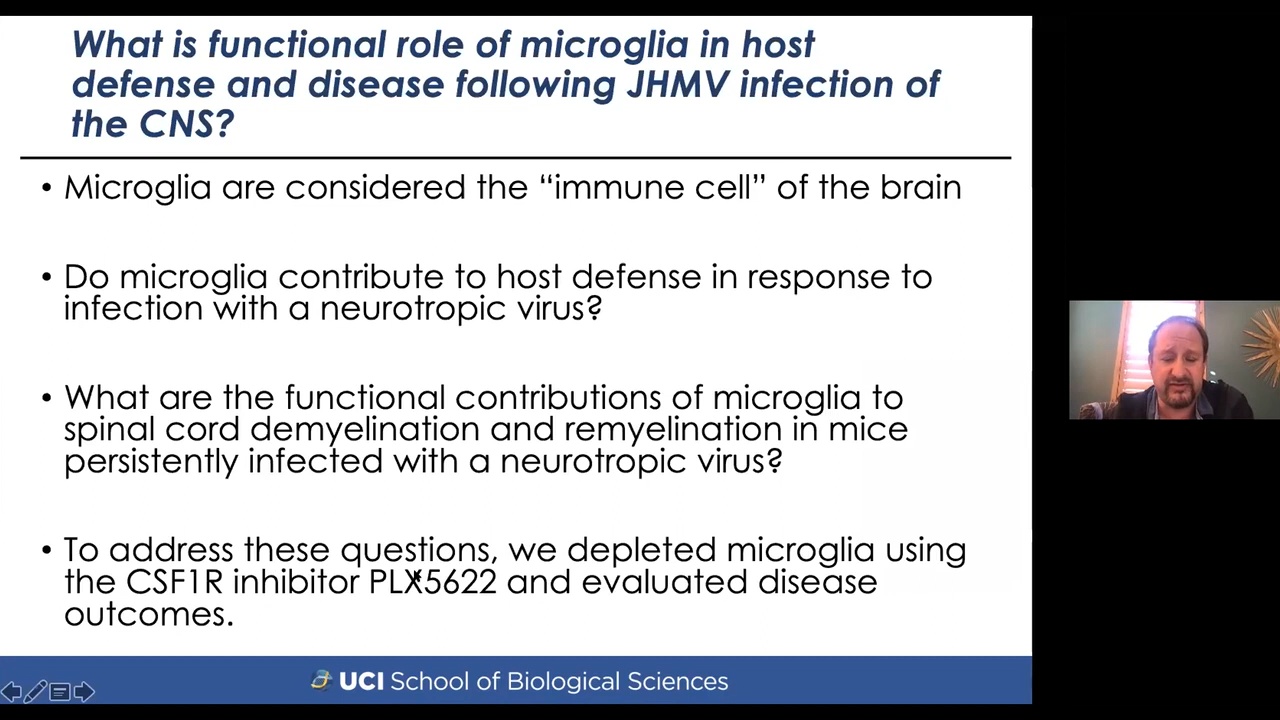 What is functional role of microglia in host
defense and disease following JHMV infection of
the CNS?
• Microglia are considered the “immune cell” of the brain
• Do microglia contribute to host defense in response to
infection with a neurotropic virus?
• What are the functional contributions of microglia to
spinal cord demyelination and remyelination in mice
persistently infected with a neurotropic virus?
• To address these questions, we depleted microglia using
the CSF1R inhibitor PLX5622 and evaluated disease
outcomes.
UCI School of Biological Sciences